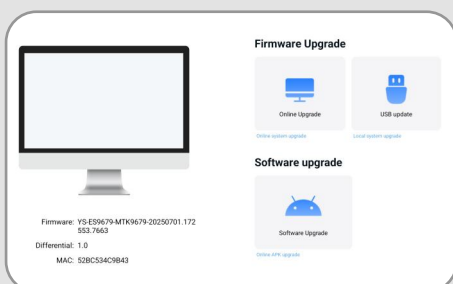 Firmware Upgrade
Online Upgrade
USB update
Online system upgrade
Local system upgrade
Software upgrade
Software Upgrade
Online APK upgrade
Firmware: YS-ES9679-MTK9679-20250701.172
553.7663
Differential: 1.0
MAC: 52BC534C9B43